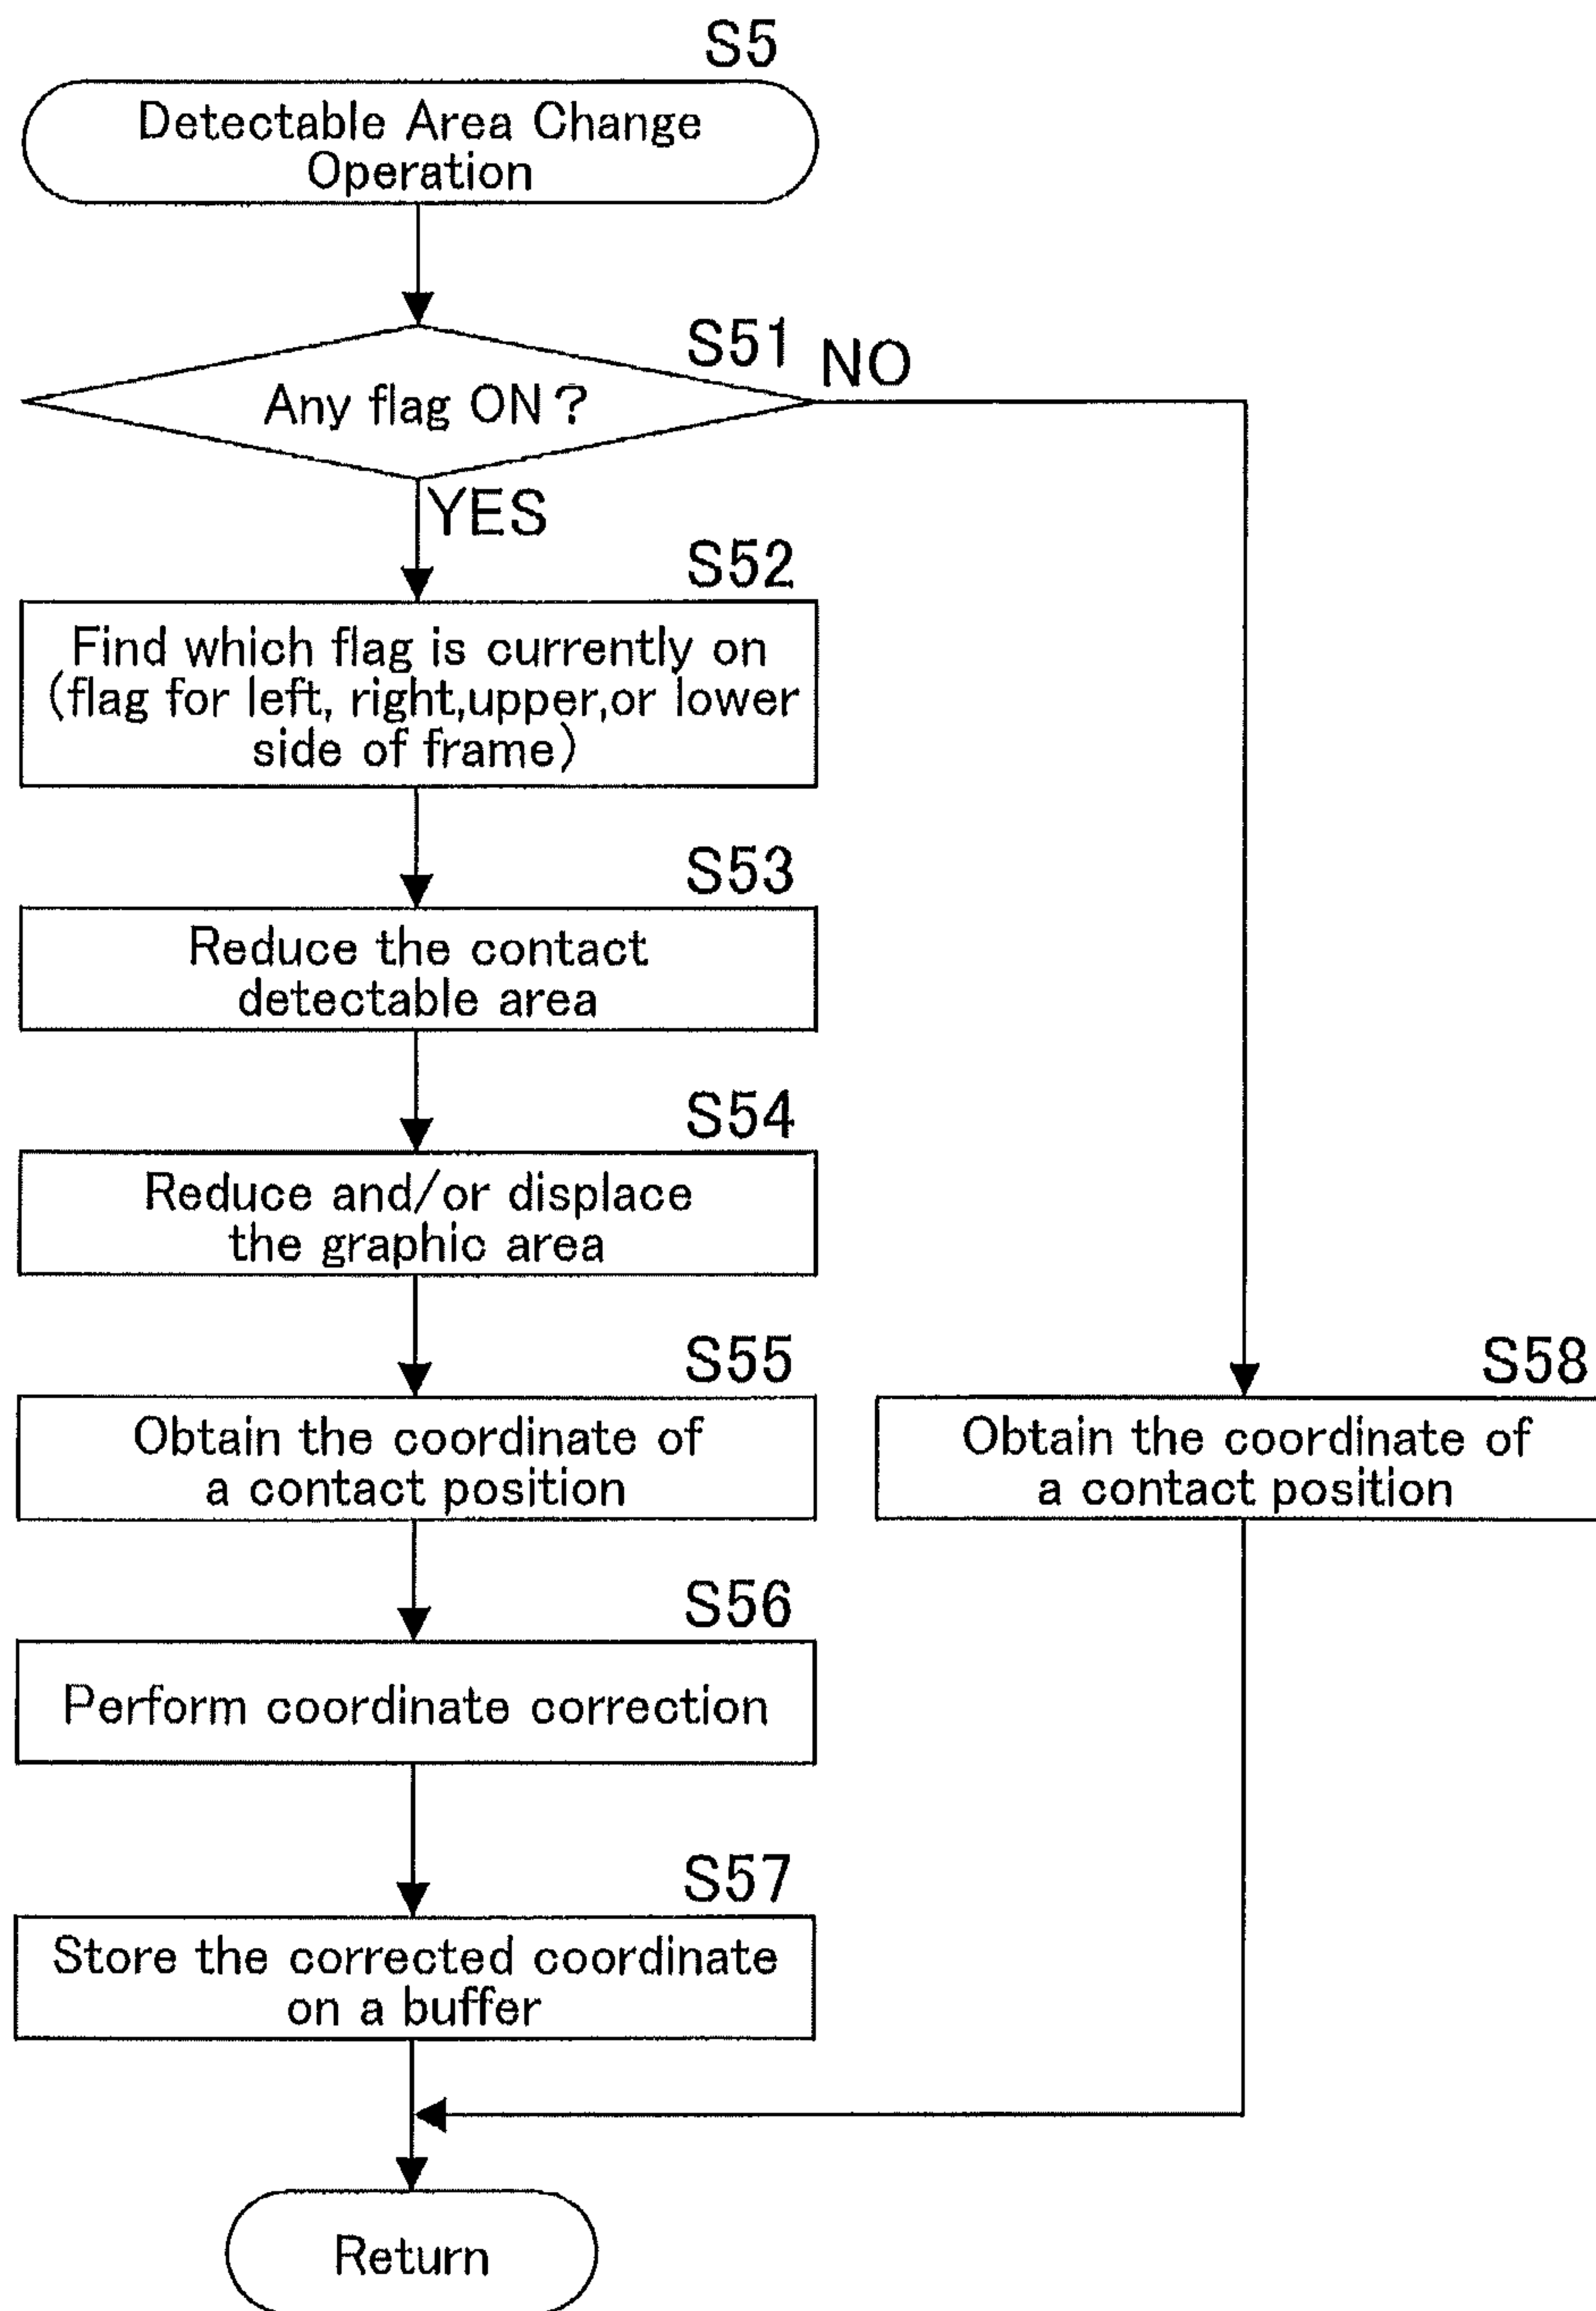 S5
Detectable Area Change
Operation
S51
NO
Any flag ON?
YES
S52
Find which flag is currently on
(flag for left, right,upper,or lower
side of frame)
S53
Reduce the contact
detectable area
S54
Reduce and/or displace
the graphic area
S55
Obtain the coordinate of
a contact position
S58
Obtain the coordinate of
a contact position
S56
Perform coordinate correction
S57
Store the corrected coordinate
on a buffer
Return